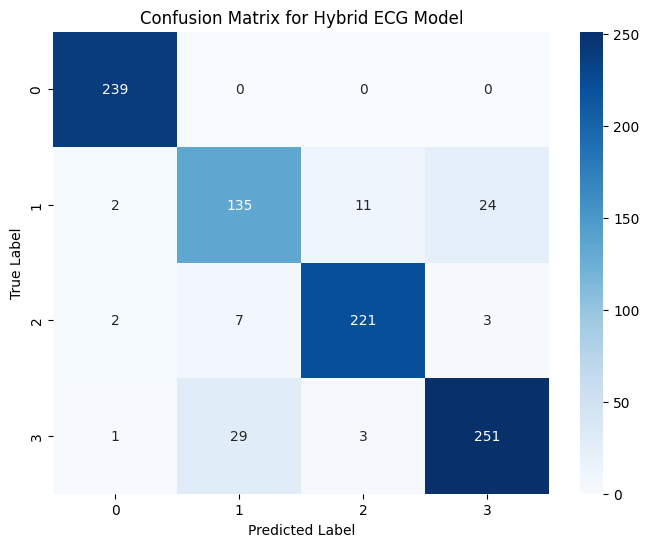 Confusion Matrix for Hybrid ECG Model
0 239 0 0 0
1 2 135 11 24
2 2 7 221 3
3 1 29 3 251
0 1 2 3
True Label
Predicted Label
250
200
150
100
50
0